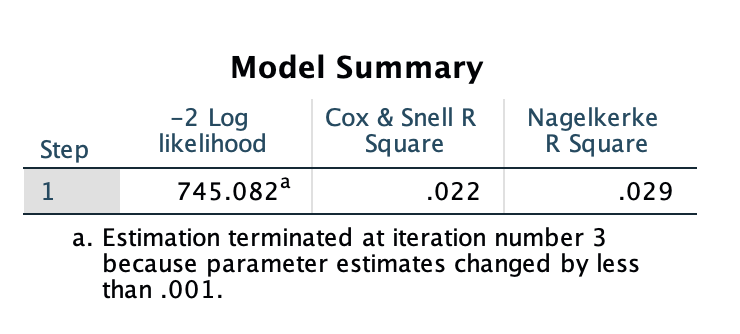 Model Summary
Step
−2 Log likelihood
Cox & Snell R Square
Nagelkerke R Square
1 745.082a .022 .029
a. Estimation terminated at iteration number 3
because parameter estimates changed by less
than .001.